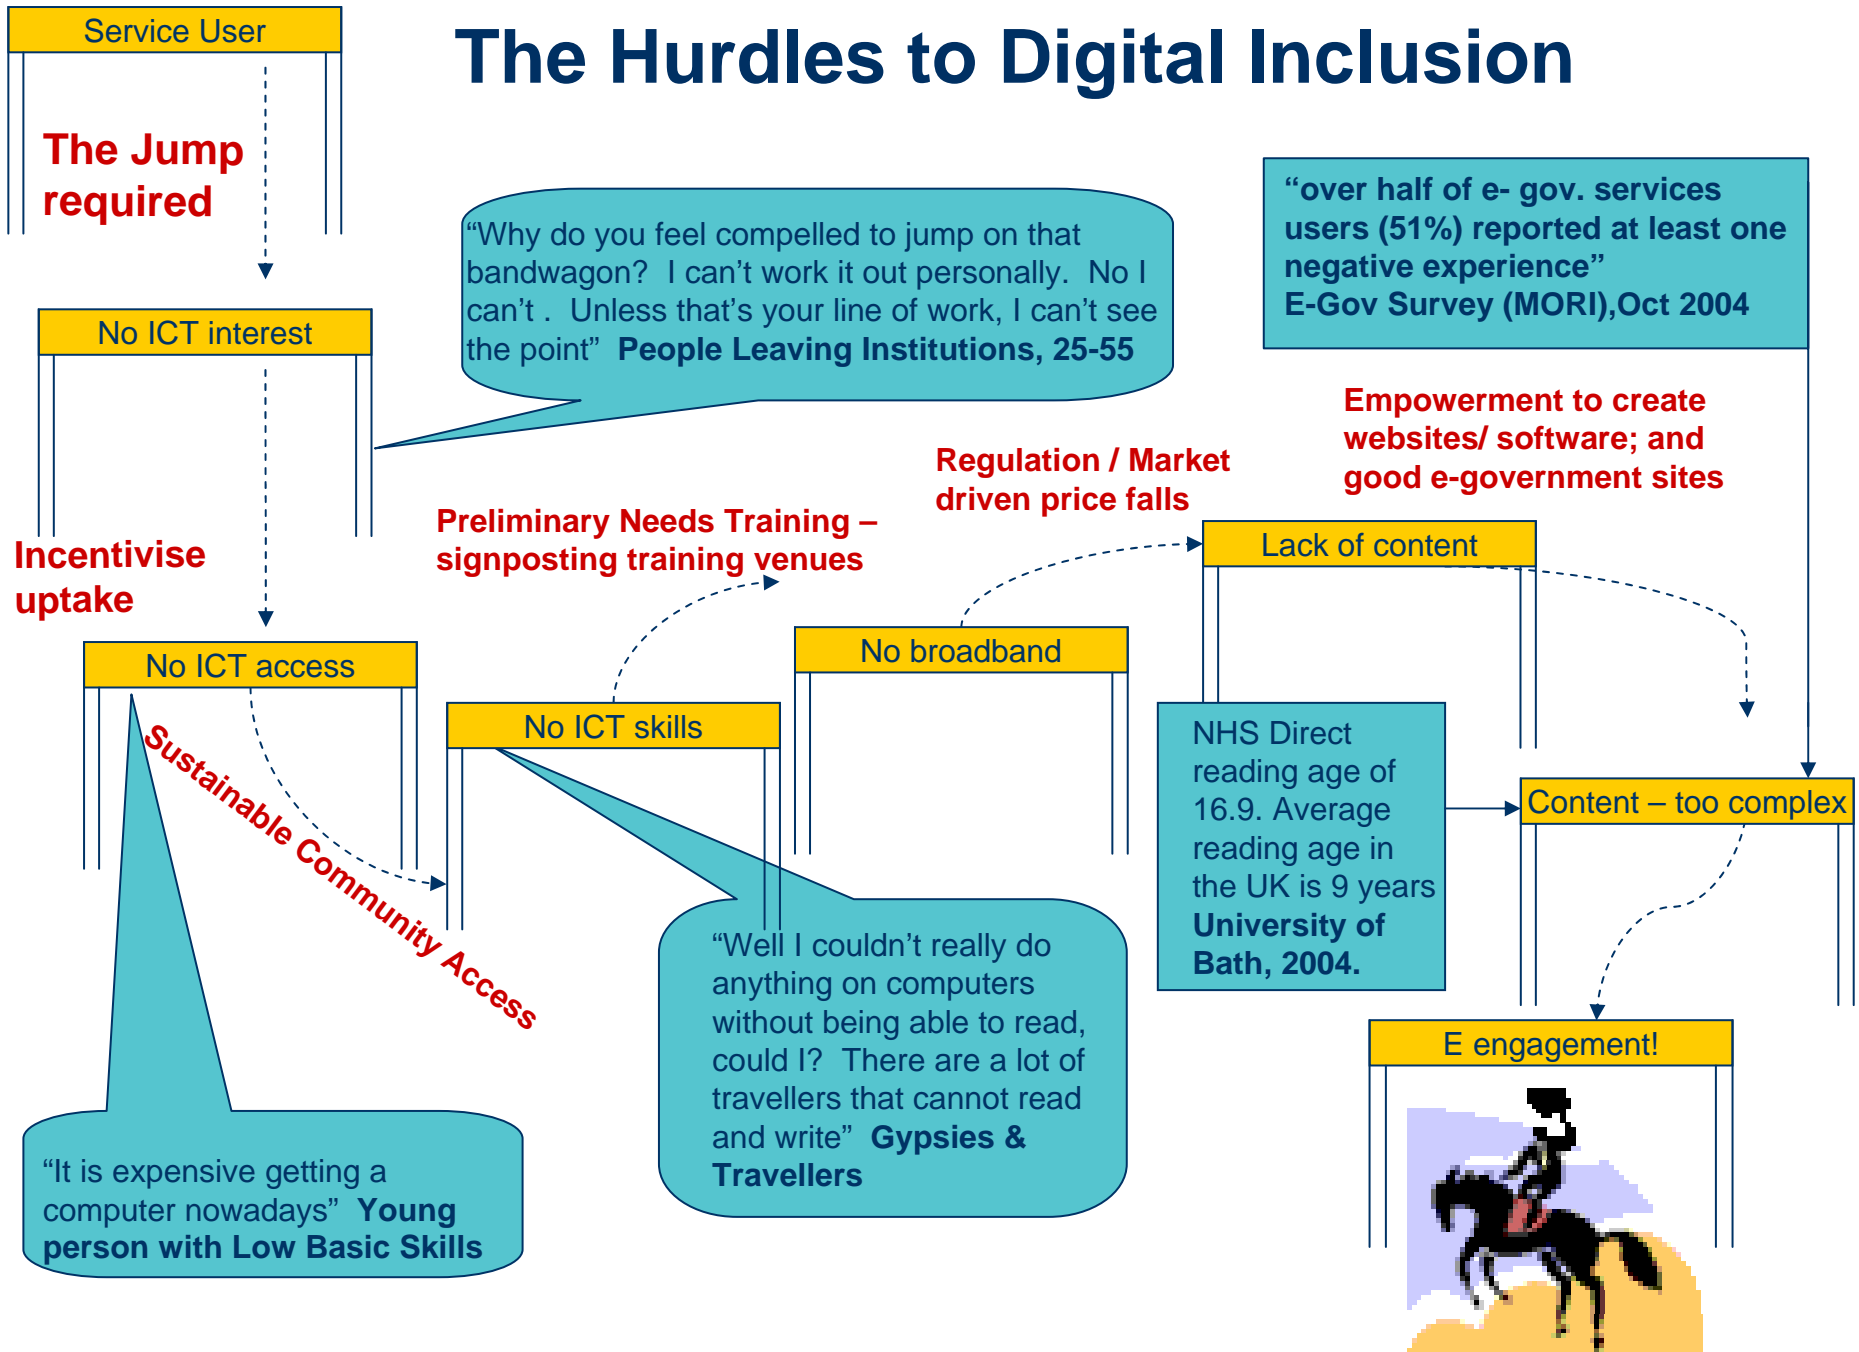 Service User
The Hurdles to Digital Inclusion
The Jump
required
“over half of e- gov. services
users (51%) reported at least one
negative experience”
E-Gov Survey (MORI),Oct 2004
“Why do you feel compelled to jump on that
bandwagon?  I can’t work it out personally.  No I
can’t .  Unless that’s your line of work, I can’t see
the point”  People Leaving Institutions, 25-55
No ICT interest
Empowerment to create
websites/ software; and
good e-government sites
Regulation / Market
driven price falls
Preliminary Needs Training –
signposting training venues
Incentivise
uptake
Lack of content
No ICT access
No broadband
No ICT skills
Sustainable Community Access
NHS Direct
reading age of
16.9. Average
reading age in
the UK is 9 years
University of
Bath, 2004.
Content – too complex
“Well I couldn’t really do
anything on computers
without being able to read,
could I?  There are a lot of
travellers that cannot read
and write”  Gypsies &
Travellers
E engagement!
“It is expensive getting a
computer nowadays”  Young
person with Low Basic Skills